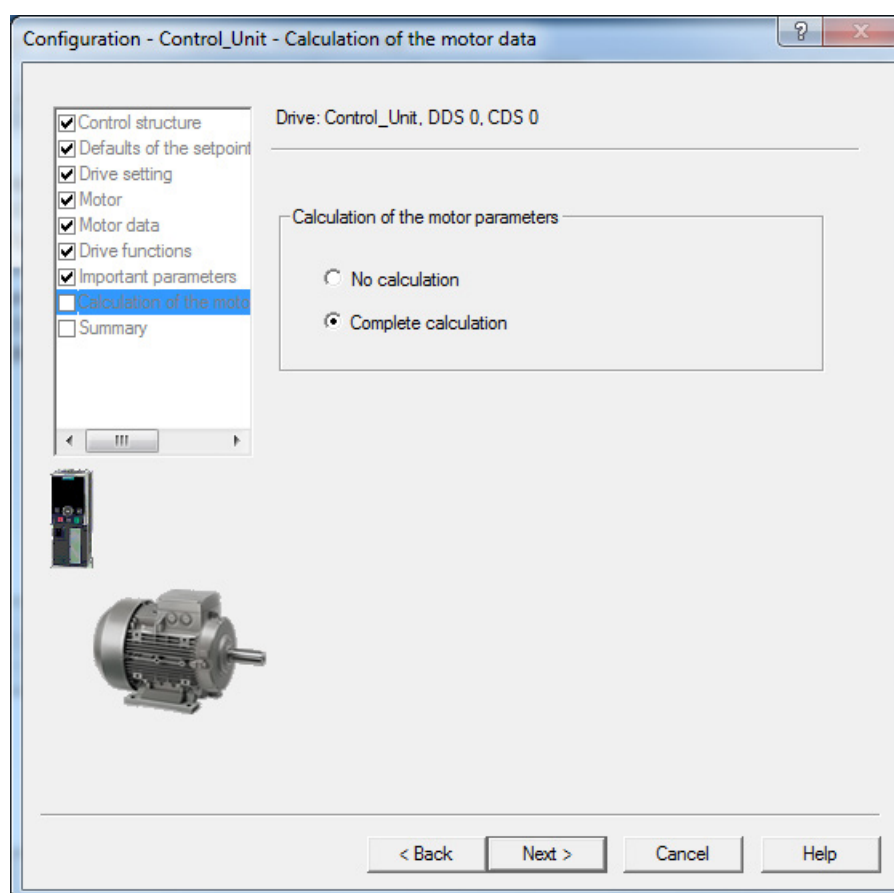 Configuration - Control_Unit - Calculation of the motor data
Control structure
Defaults of the setpoint
Drive setting
Motor
Motor data
Drive functions
Important parameters
Calculation of the moto
Summary
Drive: Control_Unit, DDS 0, CDS 0
Calculation of the motor parameters
No calculation
Complete calculation
< Back
Next >
Cancel
Help